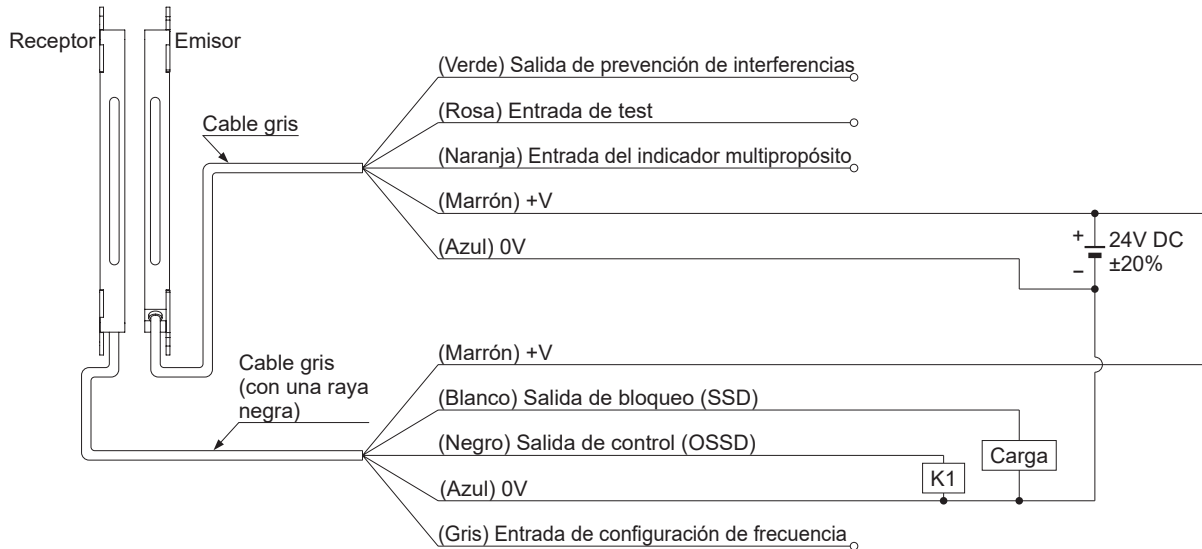 Receptor
Emisor
Cable gris
(Verde) Salida de prevención de interferencias
(Rosa) Entrada de test
(Naranja) Entrada del indicador multipropósito
(Marrón) +V
(Azul) 0V
+
−
24V DC
±20%
Cable gris
(con una raya
negra)
(Marrón) +V
(Blanco) Salida de bloqueo (SSD)
(Negro) Salida de control (OSSD)
K1
Carga
(Azul) 0V
(Gris) Entrada de configuración de frecuencia